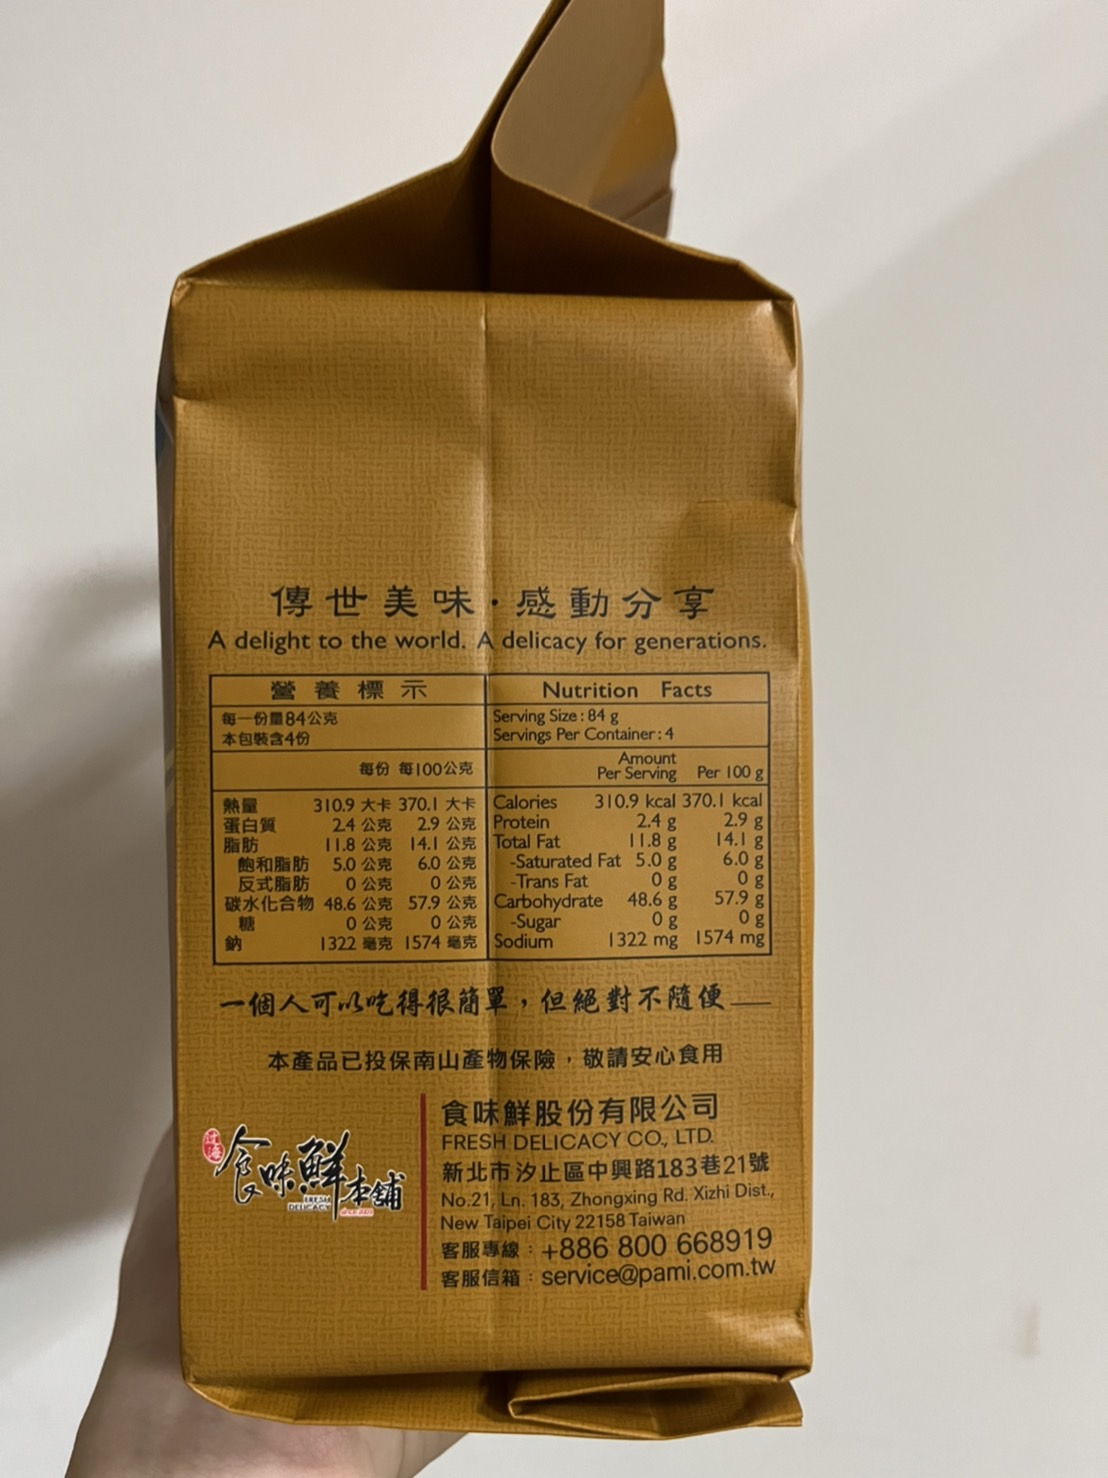 傳世美味·感動分享
A delight to the world. A delicacy for generations.
營養標示
每一份量84公克
本包裝含4份
每份 每100公克
熱量 310.9 大卡 370.1 大卡
蛋白質 2.4 公克 2.9 公克
脂肪 11.8 公克 14.1 公克
飽和脂肪 5.0 公克 6.0 公克
反式脂肪 0 公克 0 公克
碳水化合物 48.6 公克 57.9 公克
糖 0 公克 0 公克
鈉 1322 毫克 1574 毫克
Nutrition Facts
Serving Size : 84 g
Servings Per Container : 4
Amount
Per Serving Per 100 g
Calories 310.9 kcal 370.1 kcal
Protein 2.4 g 2.9 g
Total Fat 11.8 g 14.1 g
-Saturated Fat 5.0 g 6.0 g
-Trans Fat 0 g 0 g
Carbohydrate 48.6 g 57.9 g
-Sugar 0 g 0 g
Sodium 1322 mg 1574 mg
一個人可以吃得很簡單，但絕對不隨便——
本產品已投保南山產物保險，敬請安心食用
過海
食味鮮本舖
FRESH
DELICACY
食味鮮股份有限公司
FRESH DELICACY CO., LTD.
新北市汐止區中興路183巷21號
No.21, Ln. 183, Zhongxing Rd. Xizhi Dist.,
New Taipei City 22158 Taiwan
客服專線：+886 800 668919
客服信箱：service@pami.com.tw